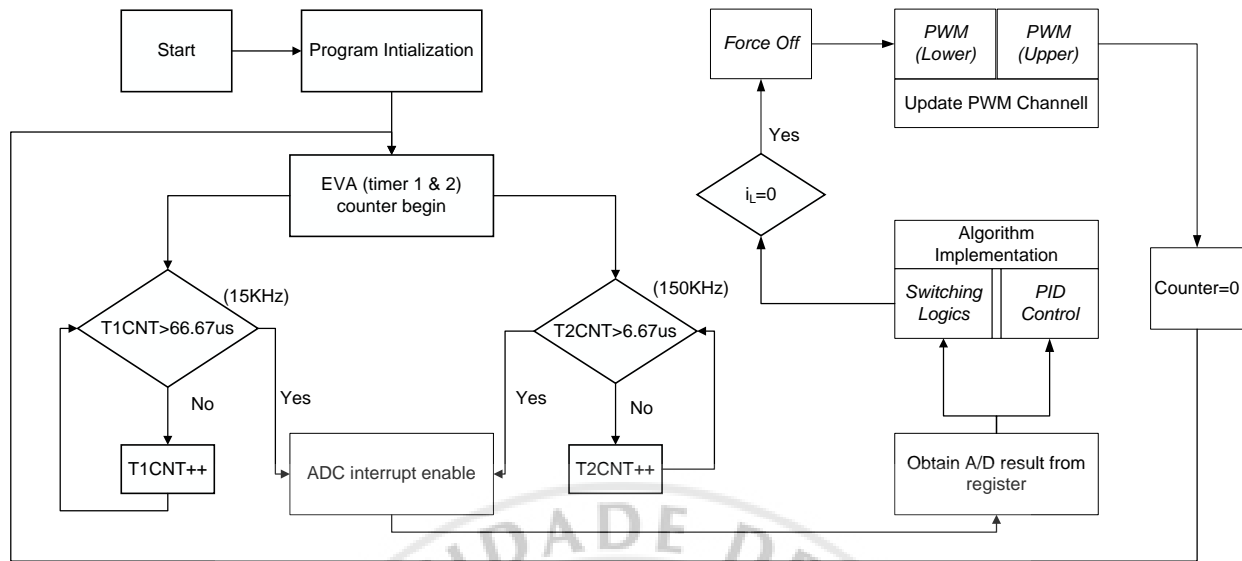 Start
Program Intialization
EVA (timer 1 & 2)
counter begin
(15KHz)
T1CNT>66.67us
No
Yes
T1CNT++
(150KHz)
T2CNT>6.67us
Yes
No
T2CNT++
ADC interrupt enable
Obtain A/D result from
register
Algorithm
Implementation
Switching
Logics
PID
Control
iL=0
Yes
Force Off
PWM
(Lower)
PWM
(Upper)
Update PWM Channell
Counter=0
IDADE DE